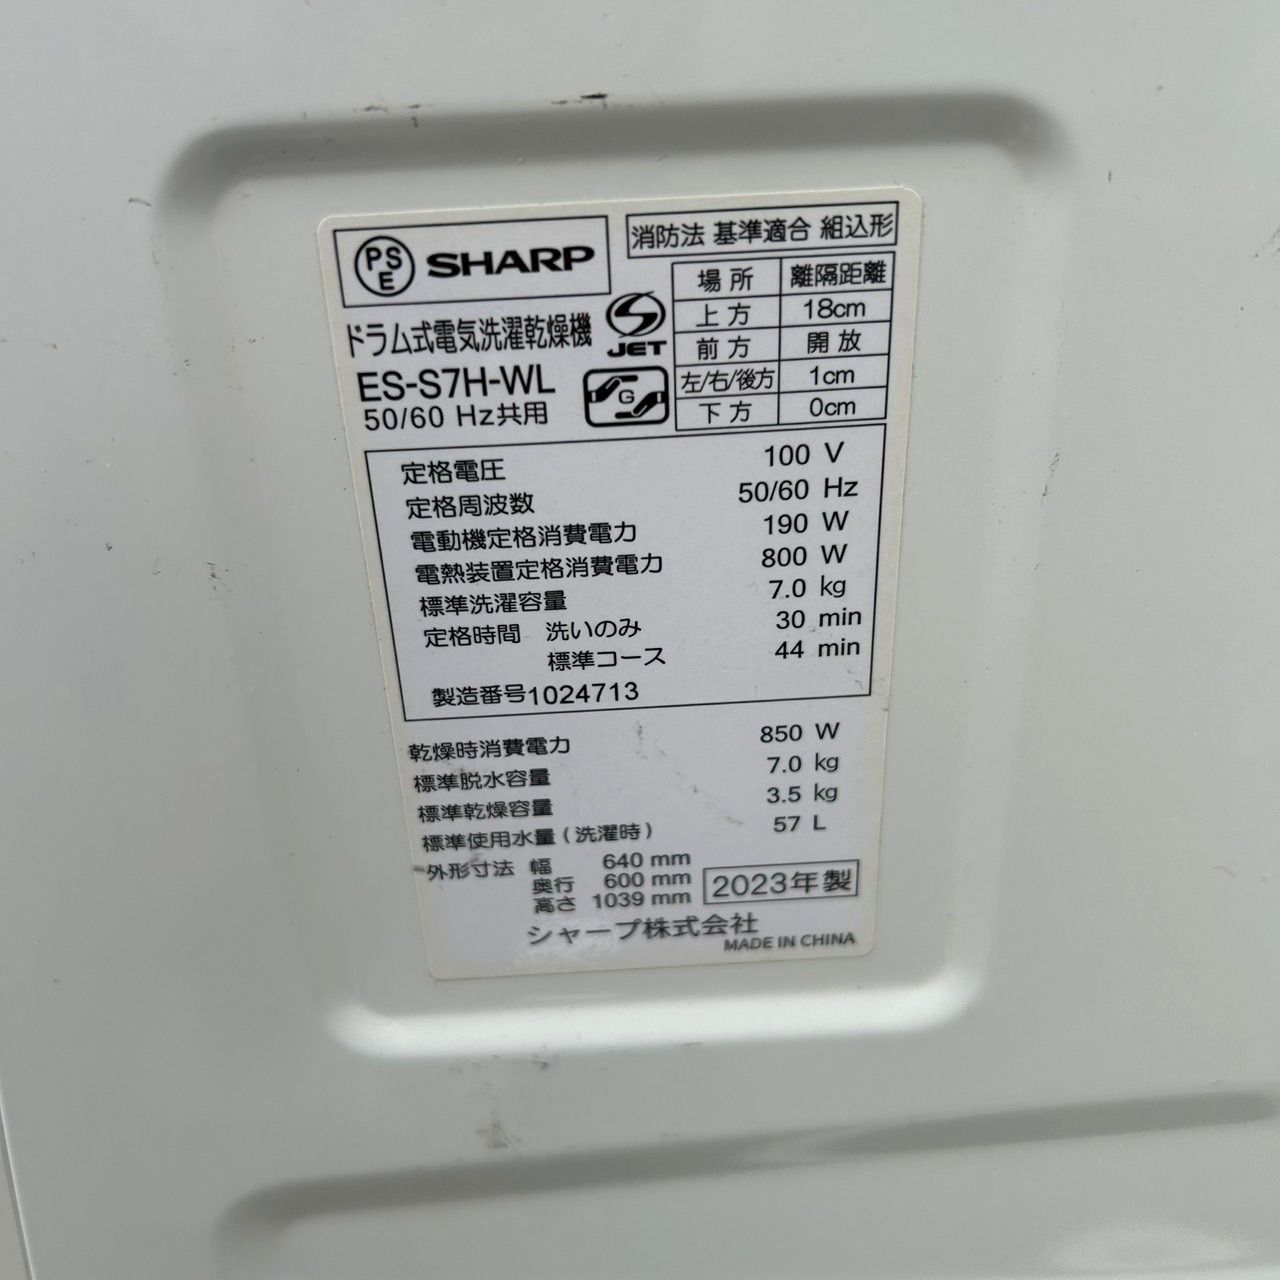 PSE SHARP
消防法 基準適合 組込形
場所 離隔距離
上方 18cm
前方 開放
左/右/後方 1cm
下方 0cm
ドラム式電気洗濯乾燥機
JET
ES-S7H-WL
G
50/60 Hz共用
定格電圧 100 V
定格周波数 50/60 Hz
電動機定格消費電力 190 W
電熱装置定格消費電力 800 W
標準洗濯容量 7.0 kg
定格時間 洗いのみ 30 min
標準コース 44 min
製造番号1024713
乾燥時消費電力 850 W
標準脱水容量 7.0 kg
標準乾燥容量 3.5 kg
標準使用水量(洗濯時) 57 L
外形寸法 幅 640 mm
奥行 600 mm
高さ 1039 mm
2023年製
シャープ株式会社
MADE IN CHINA